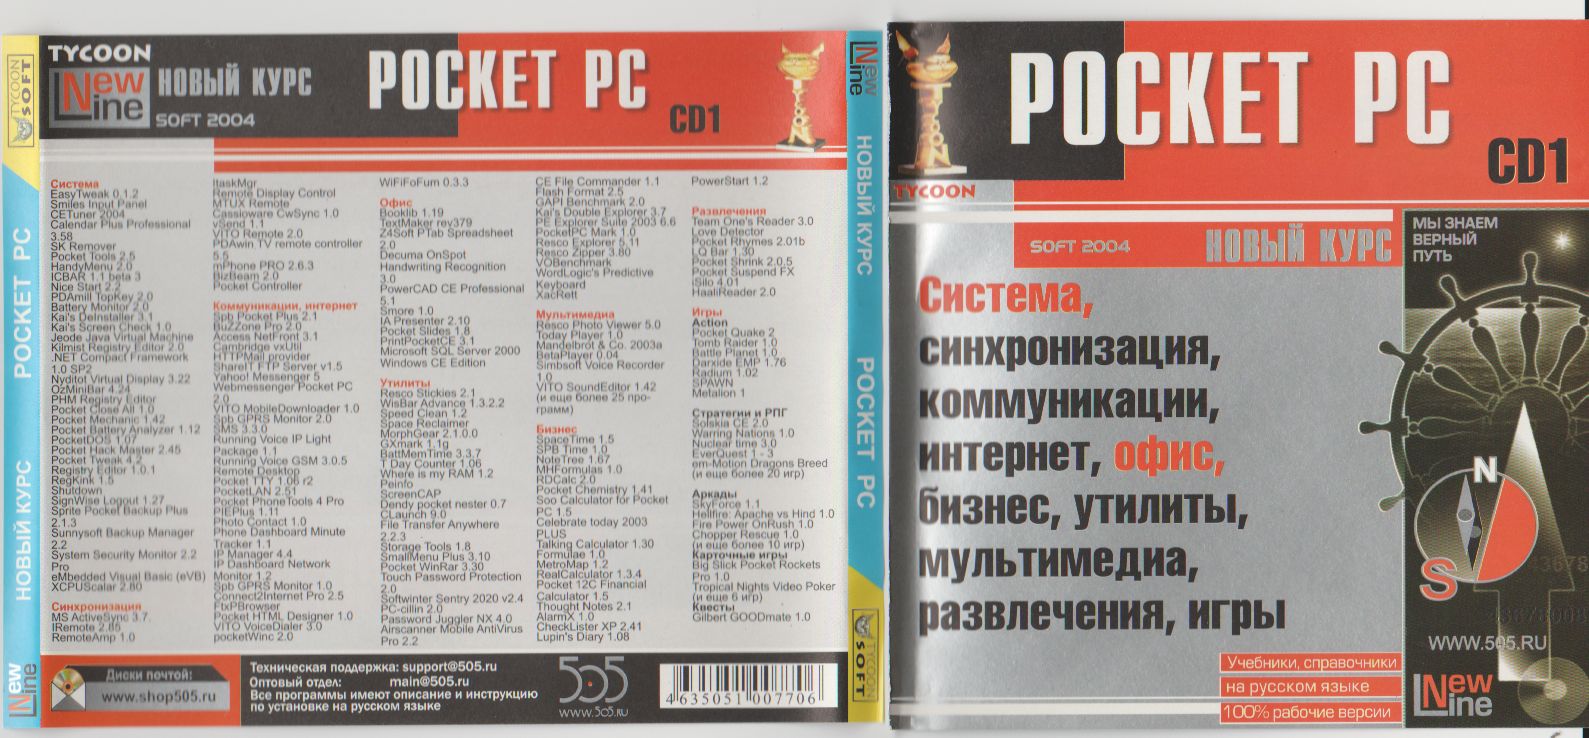 TYCOON
New Line
НОВЫЙ КУРС
SOFT 2004
POCKET PC
CD1
TYCOON SOFT
НОВЫЙ КУРС POCKET PC
New Line
Система
EasyTweak 0.1.2
Smiles Input Panel
CETuner 2004
Calendar Plus Professional
3.58
SK Remover
Pocket Tools 2.5
HandyMenu 2.0
ICBAR 1.1 beta 3
Nice Start 2.2
PDAmill TopKey 2.0
Battery Monitor 2.0
Kai's DeInstaller 3.1
Kai's Screen Check 1.0
Jeode Java Virtual Machine
Kilmist Registry Editor 2.0
.NET Compact Framework
1.0 SP2
Nyditot Virtual Display 3.22
OzMiniBar 4.24
PHM Registry Editor
Pocket Close All 1.0
Pocket Mechanic 1.42
Pocket Battery Analyzer 1.12
PocketDOS 1.07
Pocket Hack Master 2.45
Pocket Tweak 4.2
Registry Editor 1.0.1
RegKink 1.5
Shutdown
SignWise Logout 1.27
Sprite Pocket Backup Plus
2.1.3
Sunnysoft Backup Manager
2.2
System Security Monitor 2.2
Pro
eMbedded Visual Basic (eVB)
XCPUScalar 2.80
Синхронизация
MS ActiveSync 3.7.
IRemote 2.85
RemoteAmp 1.0
ItaskMgr
Remote Display Control
MTUX Remote
Cassioware CwSync 1.0
vSend 1.1
VITO Remote 2.0
PDAwin TV remote controller
5.5
mPhone PRO 2.6.3
BizBeam 2.0
Pocket Controller
Коммуникации, интернет
Spb Pocket Plus 2.1
BuZZone Pro 2.0
Access NetFront 3.1
Cambridge vxUtil
HTTPMail provider
ShareIT FTP Server v1.5
Yahoo! Messenger 5
Webmessenger Pocket PC
2.0
VITO MobileDownloader 1.0
Spb GPRS Monitor 2.0
SMS 3.3.0
Running Voice IP Light
Package 1.1
Running Voice GSM 3.0.5
Remote Desktop
Pocket TTY 1.06 r2
PocketLAN 2.51
Pocket PhoneTools 4 Pro
PIEPlus 1.11
Photo Contact 1.0
Phone Dashboard Minute
Tracker 1.1
IP Manager 4.4
IP Dashboard Network
Monitor 1.2
Spb GPRS Monitor 1.0
Connect2Internet Pro 2.5
FtxPBrowser
Pocket HTML Designer 1.0
VITO VoiceDialer 3.0
pocketWinc 2.0
WiFiFoFum 0.3.3
Офис
Booklib 1.19
TextMaker rev379
Z4Soft PTab Spreadsheet
2.0
Decuma OnSpot
Handwriting Recognition
3.0
PowerCAD CE Professional
5.1
Smore 1.0
IA Presenter 2.10
Pocket Slides 1.8
PrintPocketCE 3.1
Microsoft SQL Server 2000
Windows CE Edition
Утилиты
Resco Stickies 2.1
WisBar Advance 1.3.2.2
Speed Clean 1.2
Space Reclaimer
MorphGear 2.1.0.0
GXmark 1.1g
BattMemTime 3.3.7
T Day Counter 1.06
Where is my RAM 1.2
Peinfo
ScreenCAP
Dendy pocket nester 0.7
CLaunch 9.0
File Transfer Anywhere
2.2.3
Storage Tools 1.8
SmallMenu Plus 3.10
Pocket WinRar 3.30
Touch Password Protection
2.0
Softwinter Sentry 2020 v2.4
PC-cillin 2.0
Password Juggler NX 4.0
Airscanner Mobile AntiVirus
Pro 2.2
CE File Commander 1.1
Flash Format 2.5
GAPI Benchmark 2.0
Kai's Double Explorer 3.7
PE Explorer Suite 2003 6.6
PocketPC Mark 1.0
Resco Explorer 5.11
Resco Zipper 3.80
VOBenchmark
WordLogic's Predictive
Keyboard
XacRett
Мультимедиа
Resco Photo Viewer 5.0
Today Player 1.0
Mandelbröt & Co. 2003a
BetaPlayer 0.04
Simbsoft Voice Recorder
1.0
VITO SoundEditor 1.42
(и еще более 25 про-
грамм)
Бизнес
SpaceTime 1.5
SPB Time 1.0
NoteTree 1.67
MHFormulas 1.0
RDCalc 2.0
Pocket Chemistry 1.41
Soo Calculator for Pocket
PC 1.5
Celebrate today 2003
PLUS
Talking Calculator 1.30
Formulae 1.0
MetroMap 1.2
RealCalculator 1.3.4
Pocket 12C Financial
Calculator 1.5
Thought Notes 2.1
AlarmX 1.0
CheckLister XP 2.41
Lupin's Diary 1.08
PowerStart 1.2
Развлечения
Team One's Reader 3.0
Love Detector
Pocket Rhymes 2.01b
LQ Bar 1.30
Pocket Shrink 2.0.5
Pocket Suspend FX
iSilo 4.01
HaaliReader 2.0
Игры
Action
Pocket Quake 2
Tomb Raider 1.0
Battle Planet 1.0
Darxide EMP 1.76
Radium 1.02
SPAWN
Metalion 1
Стратегии и РПГ
Solskia CE 2.0
Warring Nations 1.0
Nuclear time 3.0
EverQuest 1 - 3
em-Motion Dragons Breed
(и еще более 20 игр)
Аркады
SkyForce 1.1
Hellfire: Apache vs Hind 1.0
Fire Power OnRush 1.0
Chopper Rescue 1.0
(и еще более 10 игр)
Карточные игры
Big Slick Pocket Rockets
Pro 1.0
Tropical Nights Video Poker
(и еще 6 игр)
Квесты
Gilbert GOODmate 1.0
Диски почтой:
www.shop505.ru
Техническая поддержка: support@505.ru
Оптовый отдел: main@505.ru
Все программы имеют описание и инструкцию
по установке на русском языке
505
www.505.ru
4 635051 007706
New Line
НОВЫЙ КУРС POCKET PC
TYCOON SOFT
POCKET PC
CD1
TYCOON
SOFT 2004
НОВЫЙ КУРС
МЫ ЗНАЕМ
ВЕРНЫЙ
ПУТЬ
Система,
синхронизация,
коммуникации,
интернет, офис,
бизнес, утилиты,
мультимедиа,
развлечения, игры
N
S
WWW.505.RU
Учебники, справочники
на русском языке
100% рабочие версии
New Line